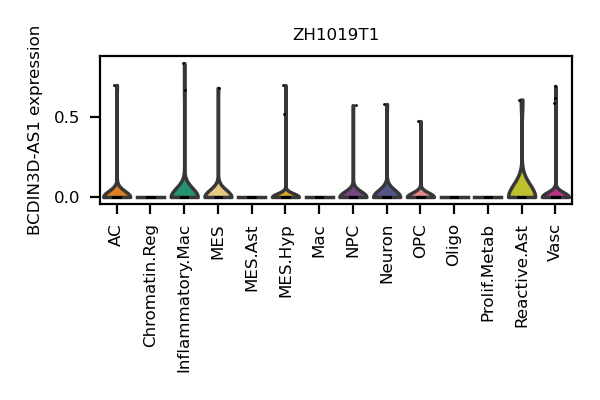 ZH1019T1
BCDIN3D-AS1 expression
0.5
0.0
AC
Chromatin.Reg
Inflammatory.Mac
MES
MES.Ast
MES.Hyp
Mac
NPC
Neuron
OPC
Oligo
Prolif.Metab
Reactive.Ast
Vasc